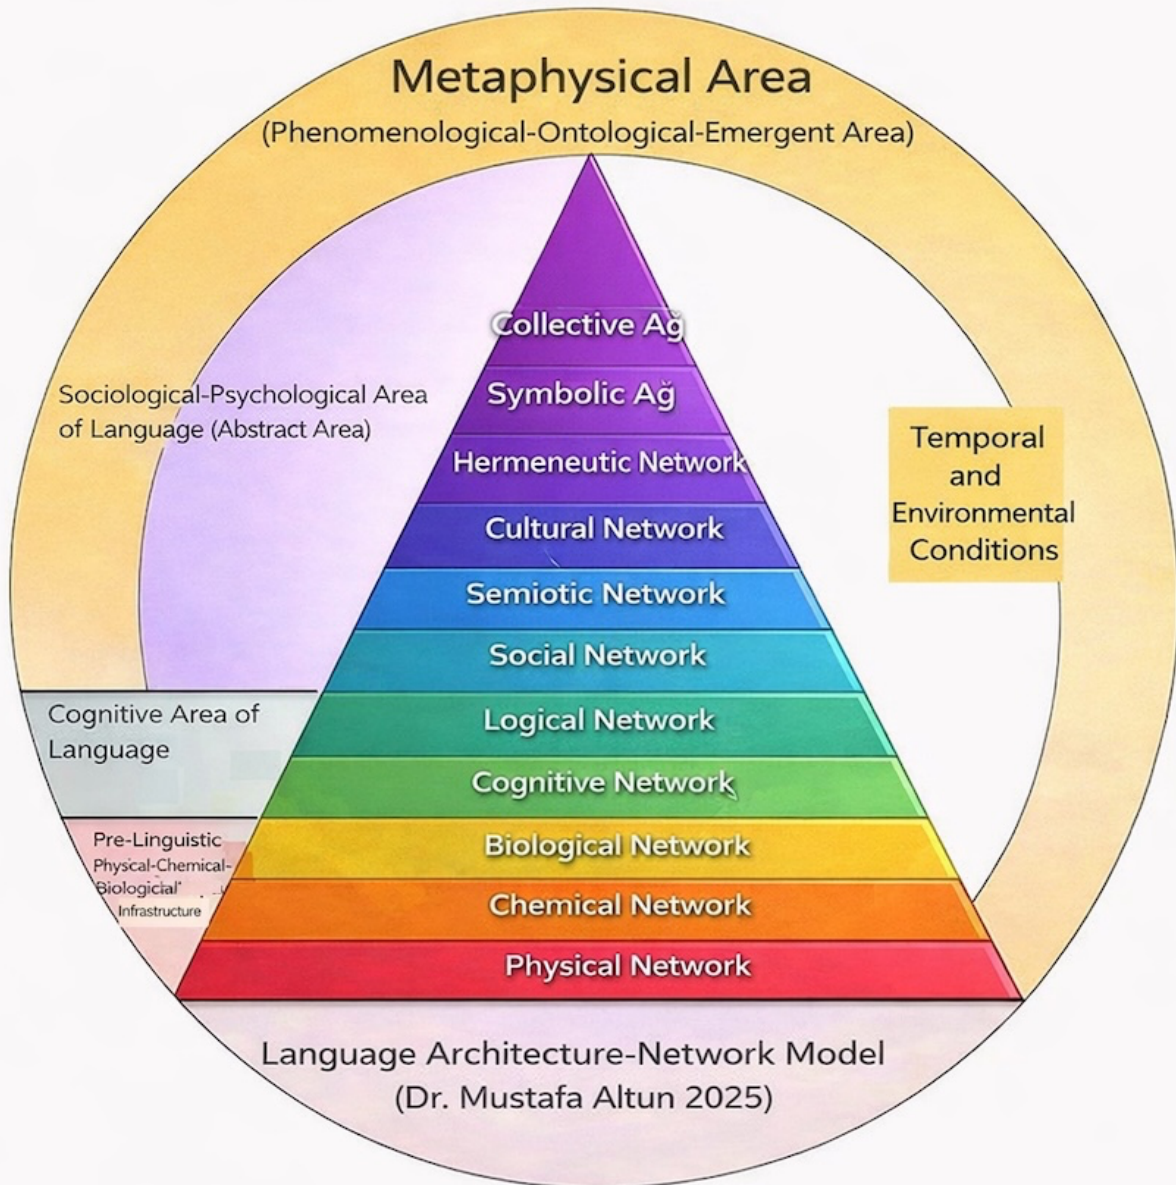 Metaphysical Area
(Phenomenological-Ontological-Emergent Area)
Collective Ağ
Symbolic Ağ
Hermeneutic Network
Cultural Network
Semiotic Network
Social Network
Logical Network
Cognitive Network
Biological Network
Chemical Network
Physical Network
Sociological-Psychological Area
of Language (Abstract Area)
Cognitive Area of
Language
Pre-Linguistic
Physcal-Chemical-
Biologicial
Infrastructure
Temporal
and
Environmental
Conditions
Language Architecture-Network Model
(Dr. Mustafa Altun 2025)